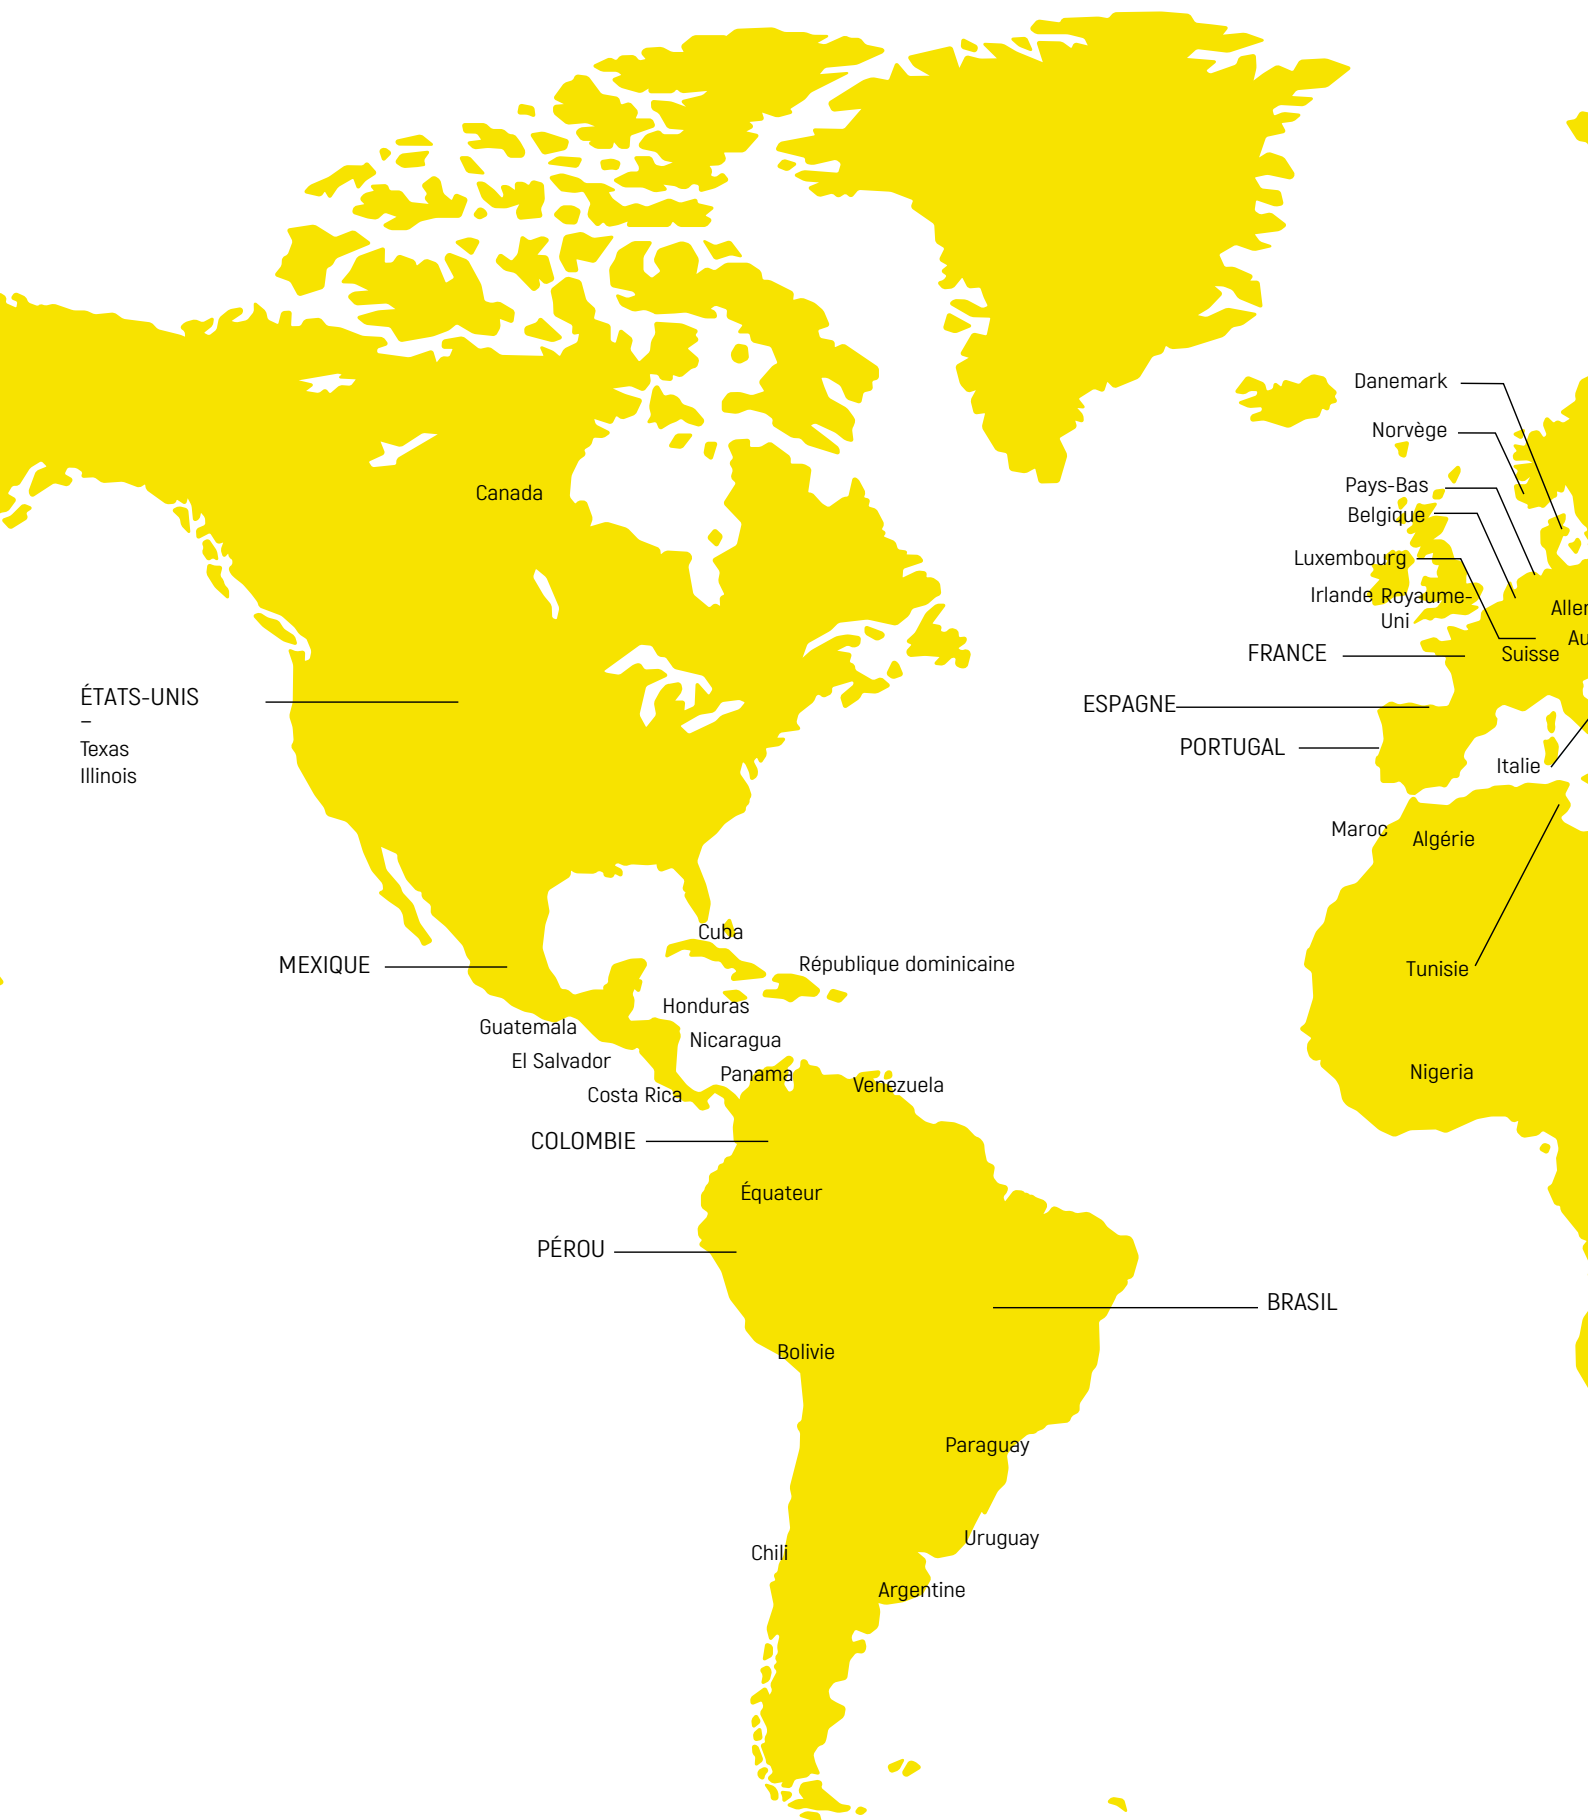 Danemark
Norvège
Canada
Pays-Bas
Belgique
Luxembourg
Irlande
Royaume-
Uni
FRANCE
Suisse
ÉTATS-UNIS
–
Texas
Illinois
ESPAGNE
PORTUGAL
Italie
Maroc
Algérie
Cuba
MEXIQUE
République dominicaine
Tunisie
Honduras
Guatemala
Nicaragua
El Salvador
Panama
Nigeria
Costa Rica
Venezuela
COLOMBIE
Équateur
PÉROU
BRASIL
Bolivie
Paraguay
Uruguay
Chili
Argentine